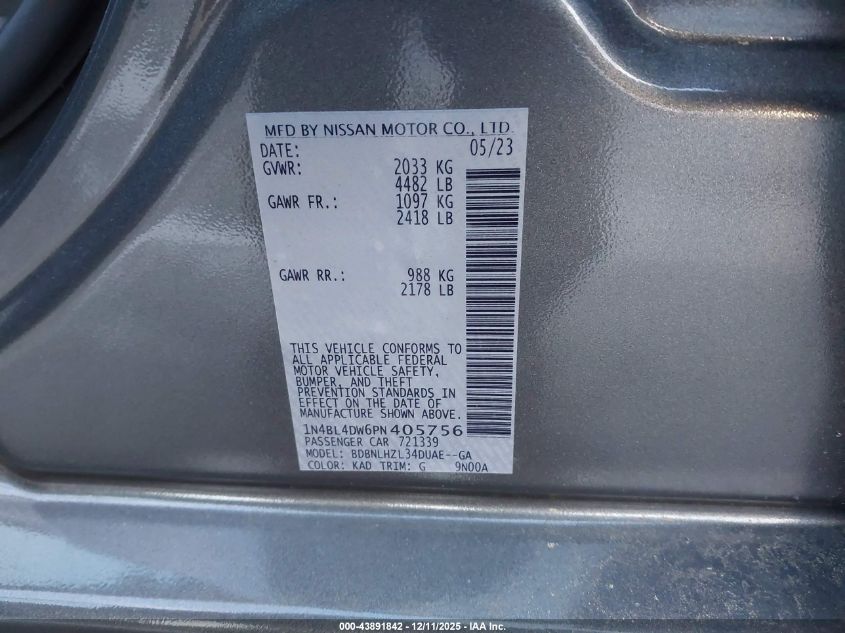 MFD BY NISSAN MOTOR CO., LTD.
DATE: 05/23
GVWR: 2033 KG
4482 LB
GAWR FR.: 1097 KG
2418 LB
GAWR RR.: 988 KG
2178 LB
THIS VEHICLE CONFORMS TO
ALL APPLICABLE FEDERAL
MOTOR VEHICLE SAFETY,
BUMPER, AND THEFT
PREVENTION STANDARDS IN
EFFECT ON THE DATE OF
MANUFACTURE SHOWN ABOVE.
1N4BL4DW6PN405756
PASSENGER CAR 721339
MODEL: BDBNLHZL34DUAE--GA
COLOR: KAD TRIM: G 9N00A
000-43891842 - 12/11/2025 - IAA Inc.